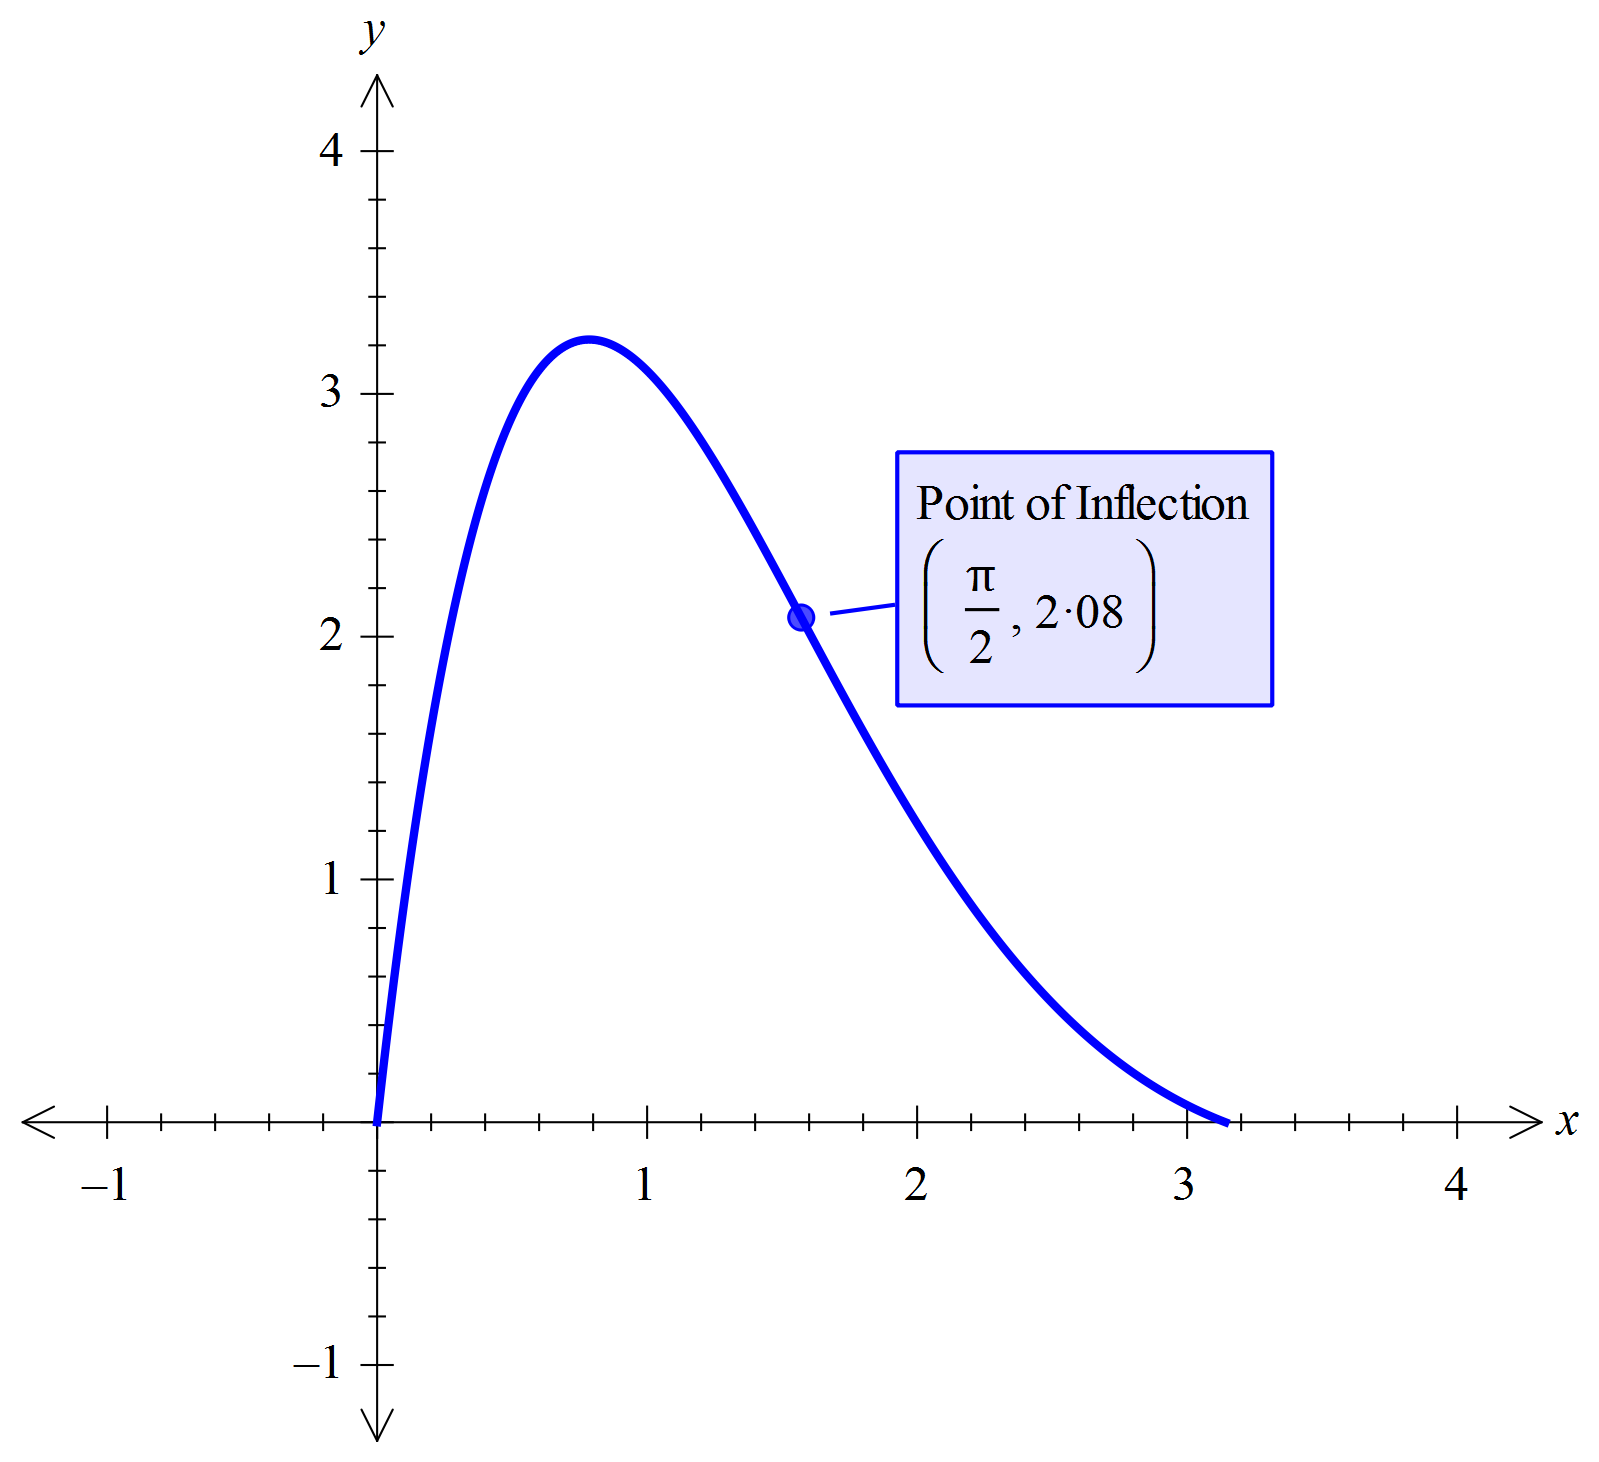 y
4
3
2
1
–1
–1
1
2
3
4
x
Point of Inflection
(π/2, 2·08)